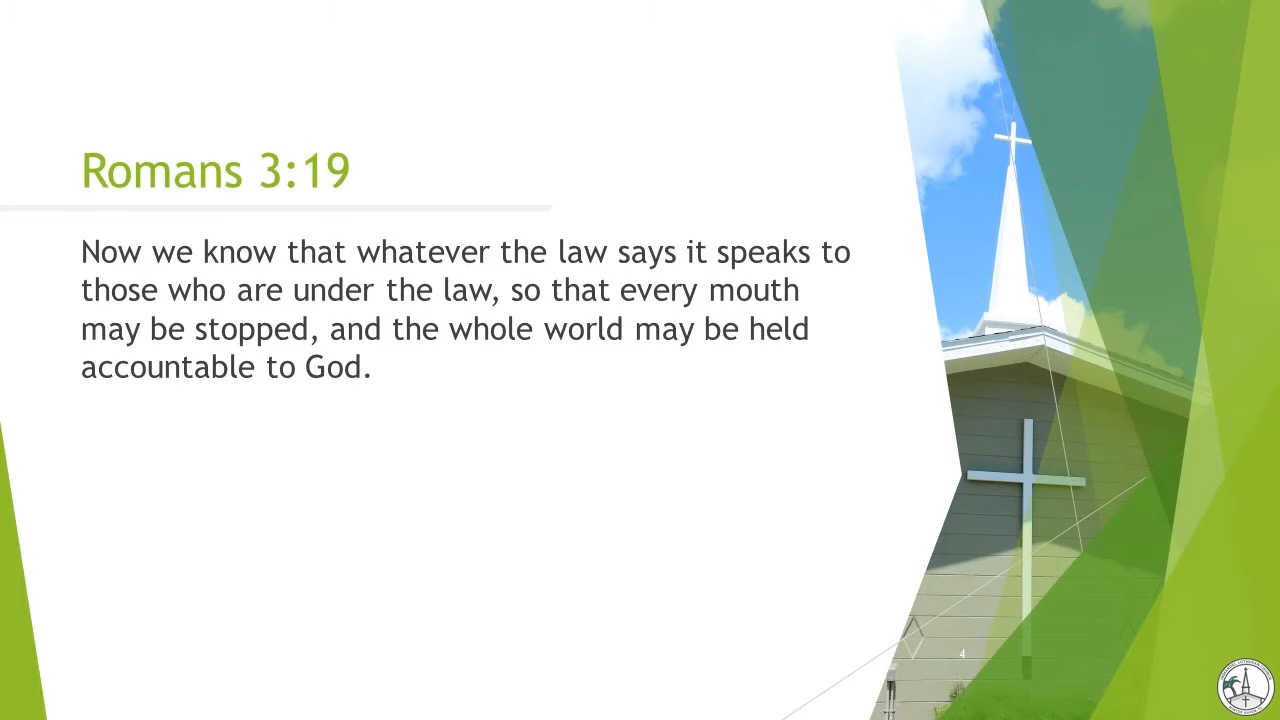 Romans 3:19
Now we know that whatever the law says it speaks to
those who are under the law, so that every mouth
may be stopped, and the whole world may be held
accountable to God.
4